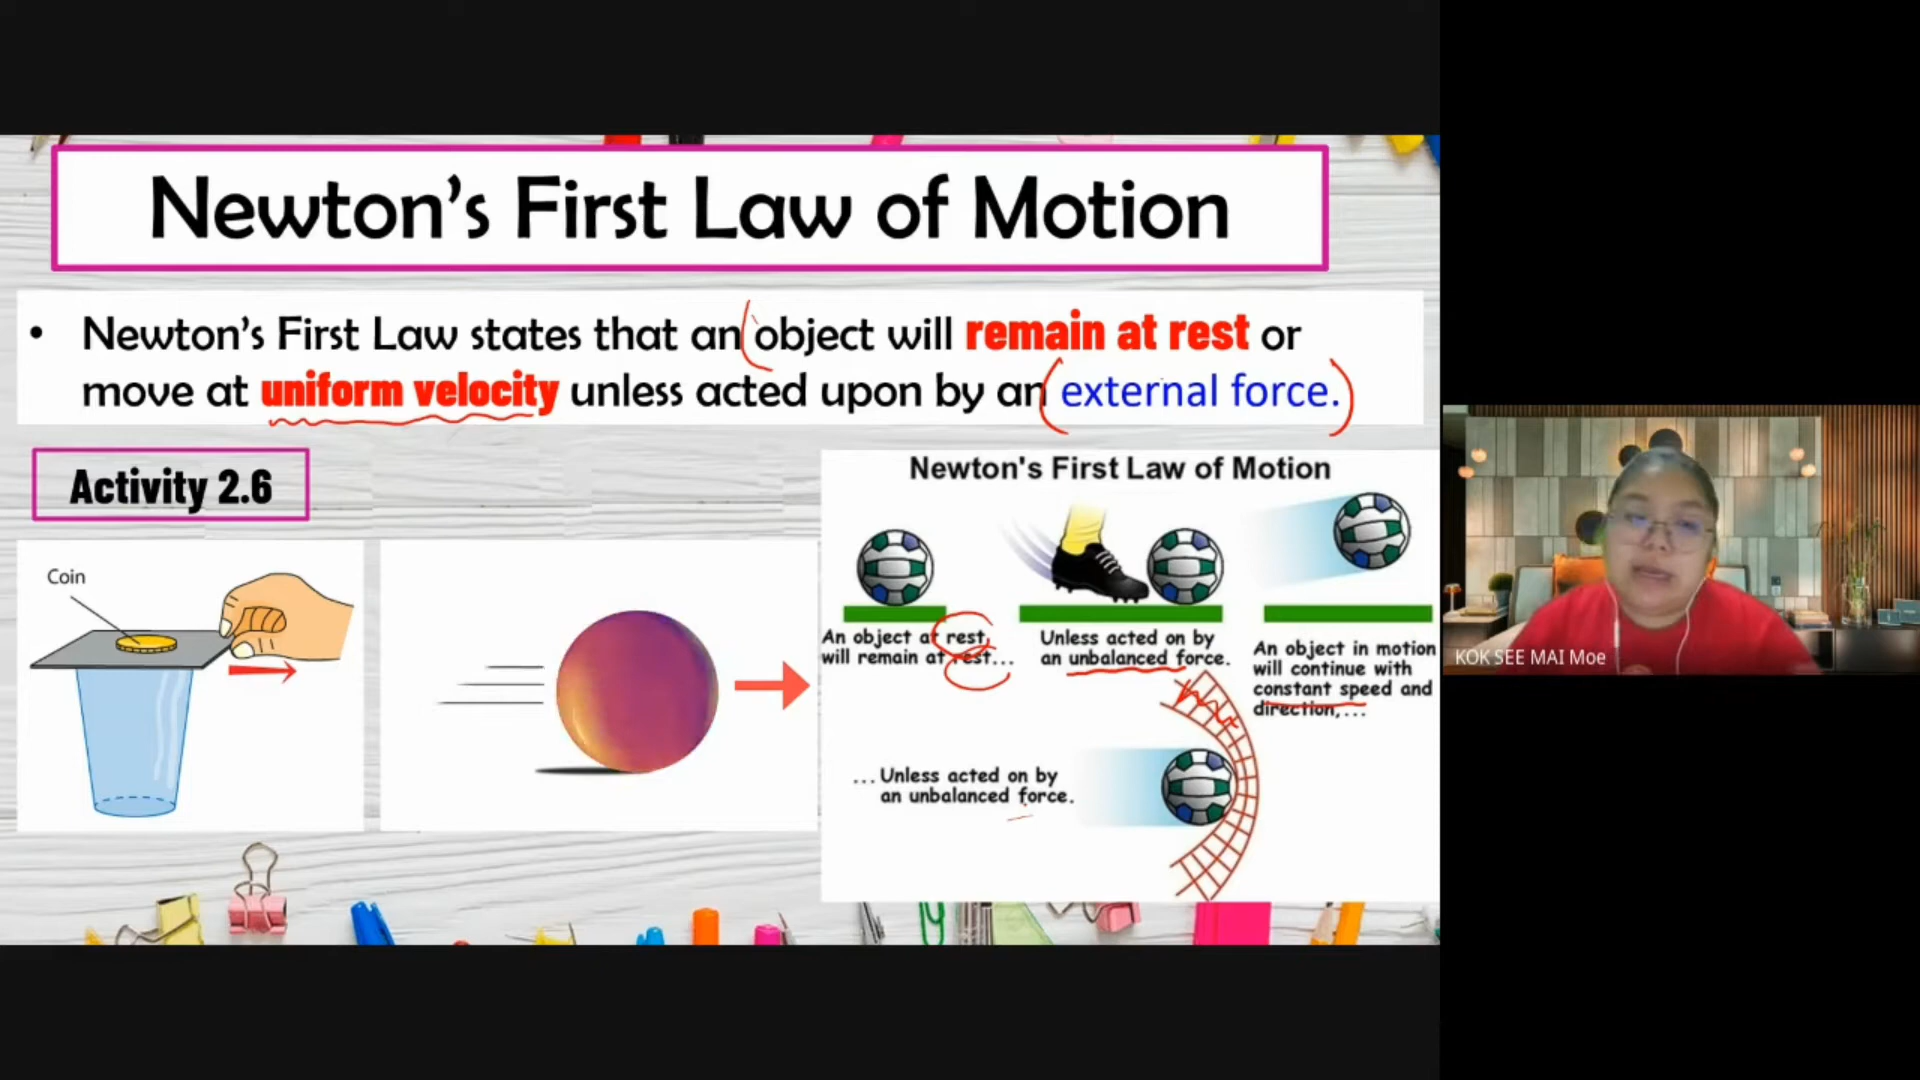 Newton's First Law of Motion
• Newton's First Law states that an object will remain at rest or
move at uniform velocity unless acted upon by an external force.
Activity 2.6
Coin
Newton's First Law of Motion
An object at rest,
will remain at rest...
Unless acted on by
an unbalanced force.
An object in motion
will continue with
constant speed and
direction,...
...Unless acted on by
an unbalanced force.
KOK SEE MAI Moe